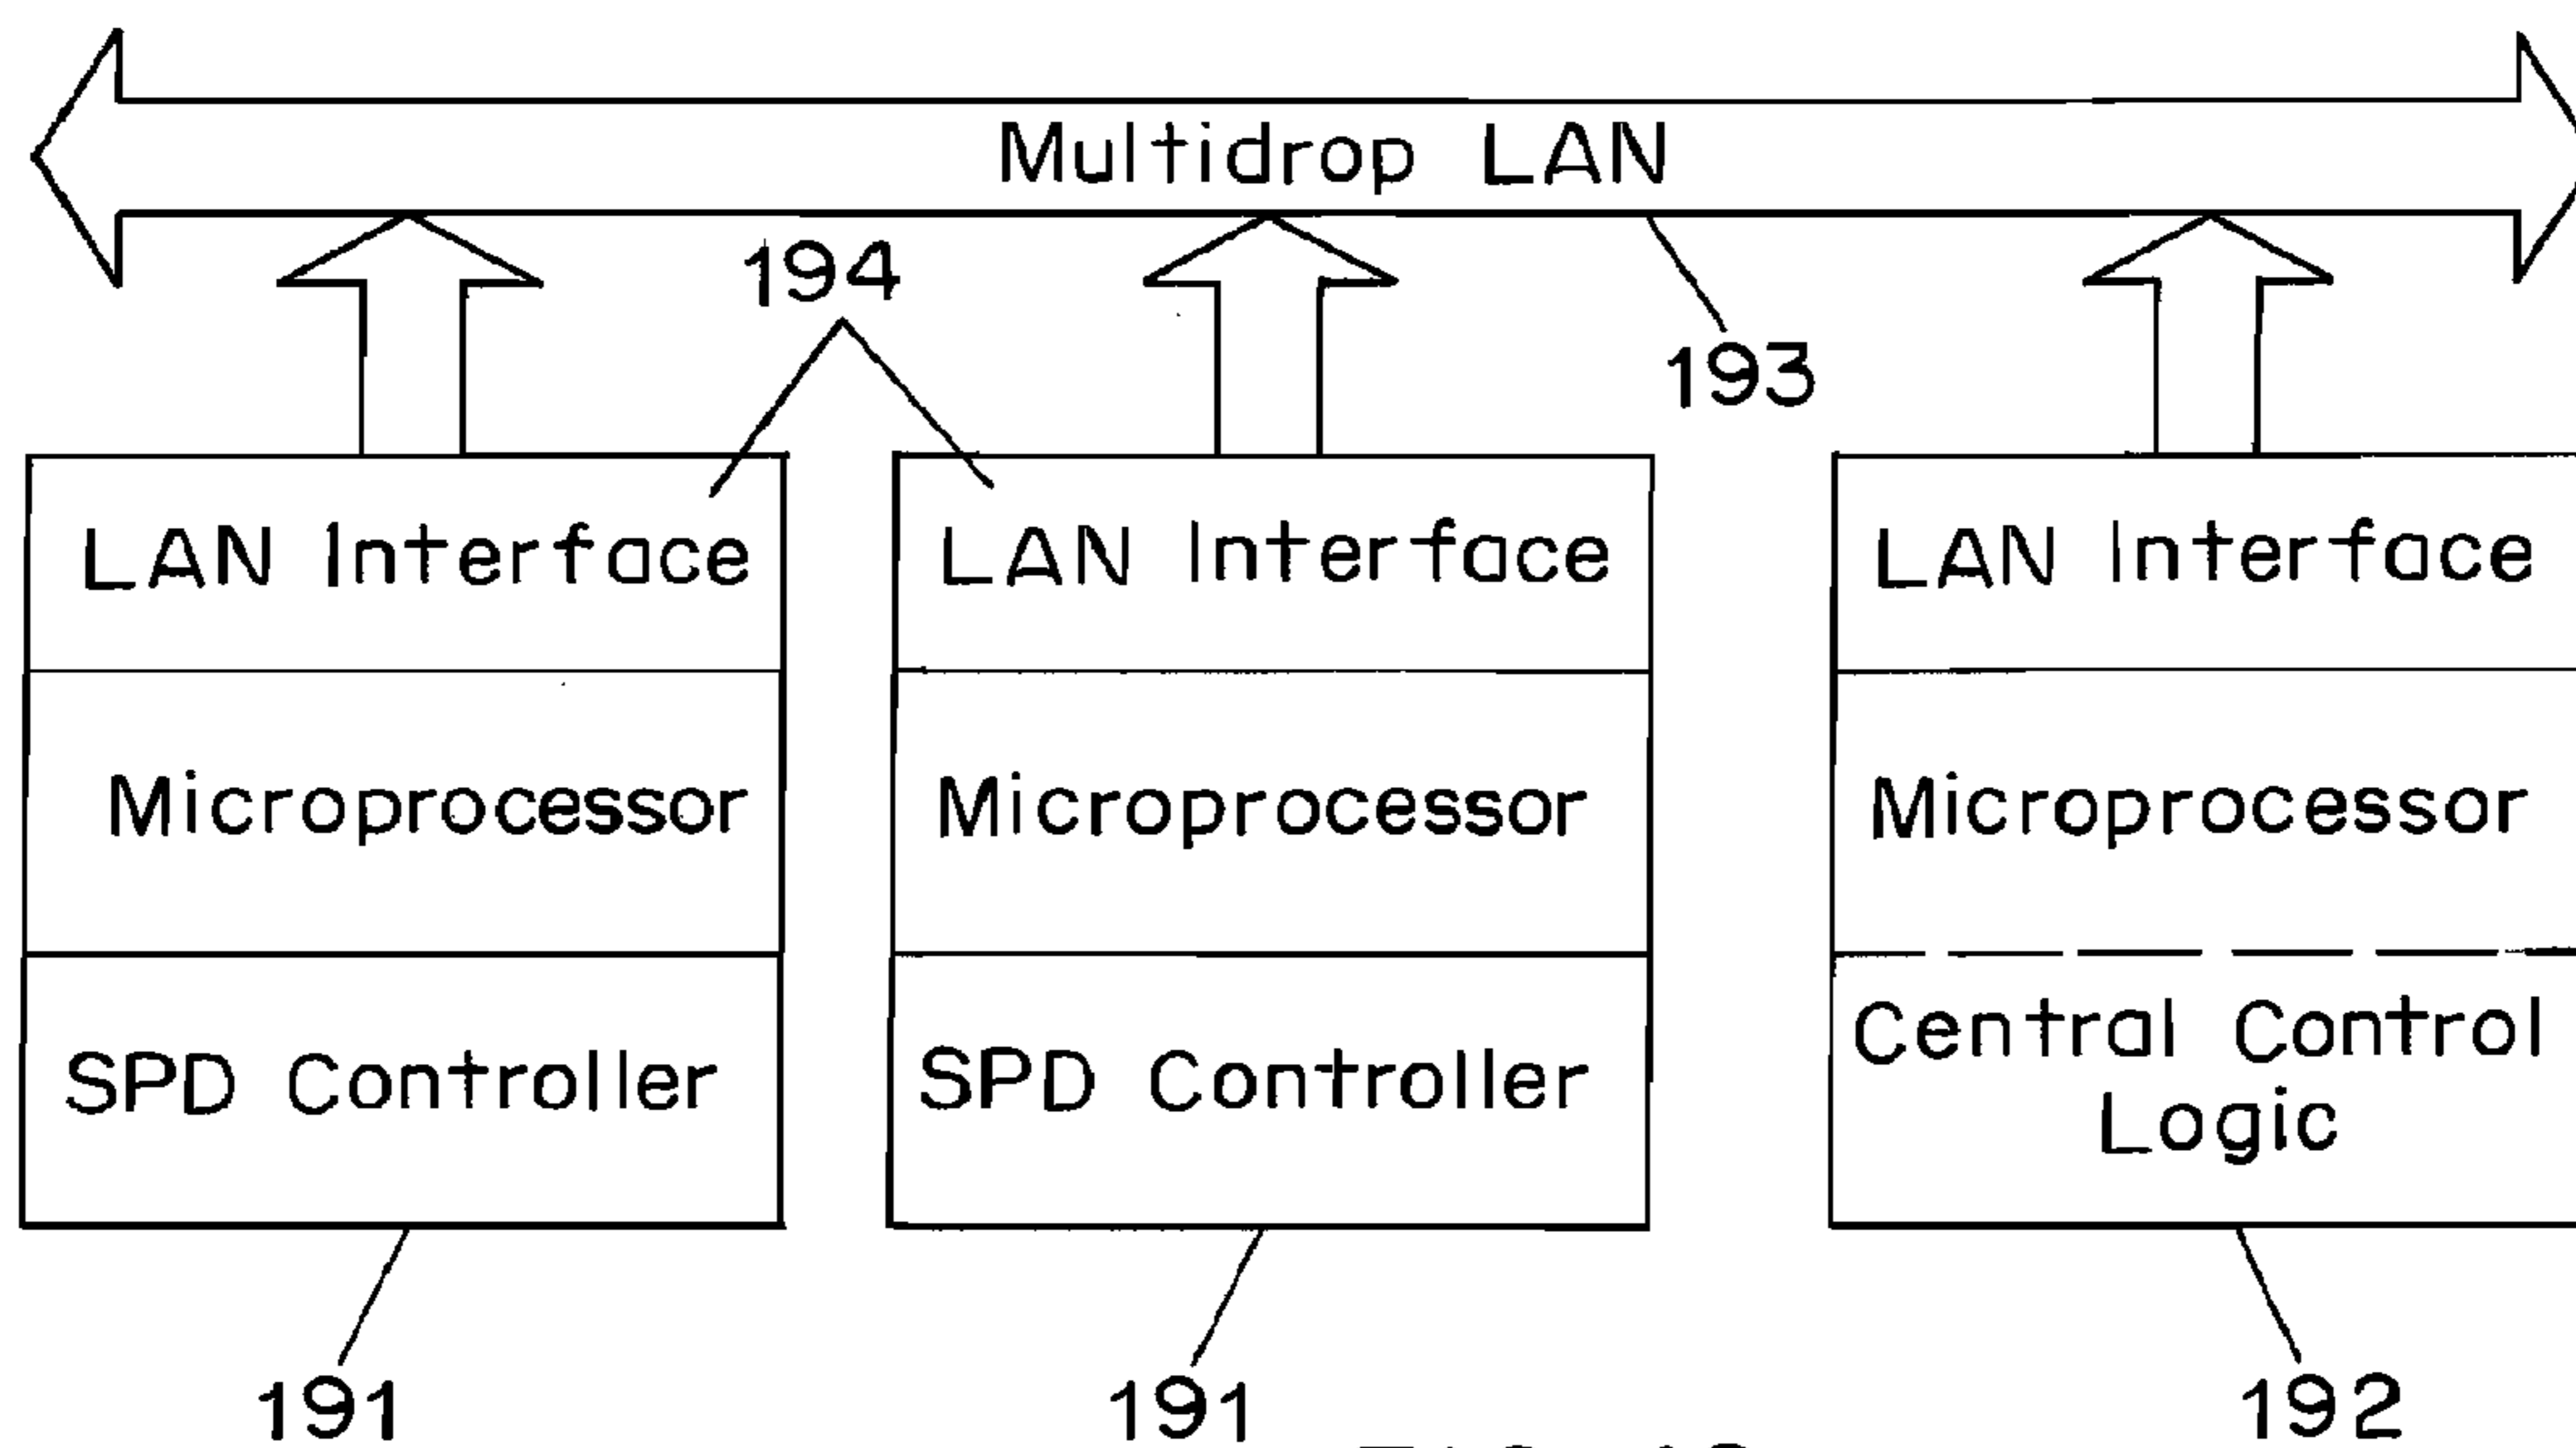 Multidrop LAN
194
193
LAN Interface
LAN Interface
LAN Interface
Microprocessor
Microprocessor
Microprocessor
SPD Controller
SPD Controller
Central Control
Logic
191
191
192